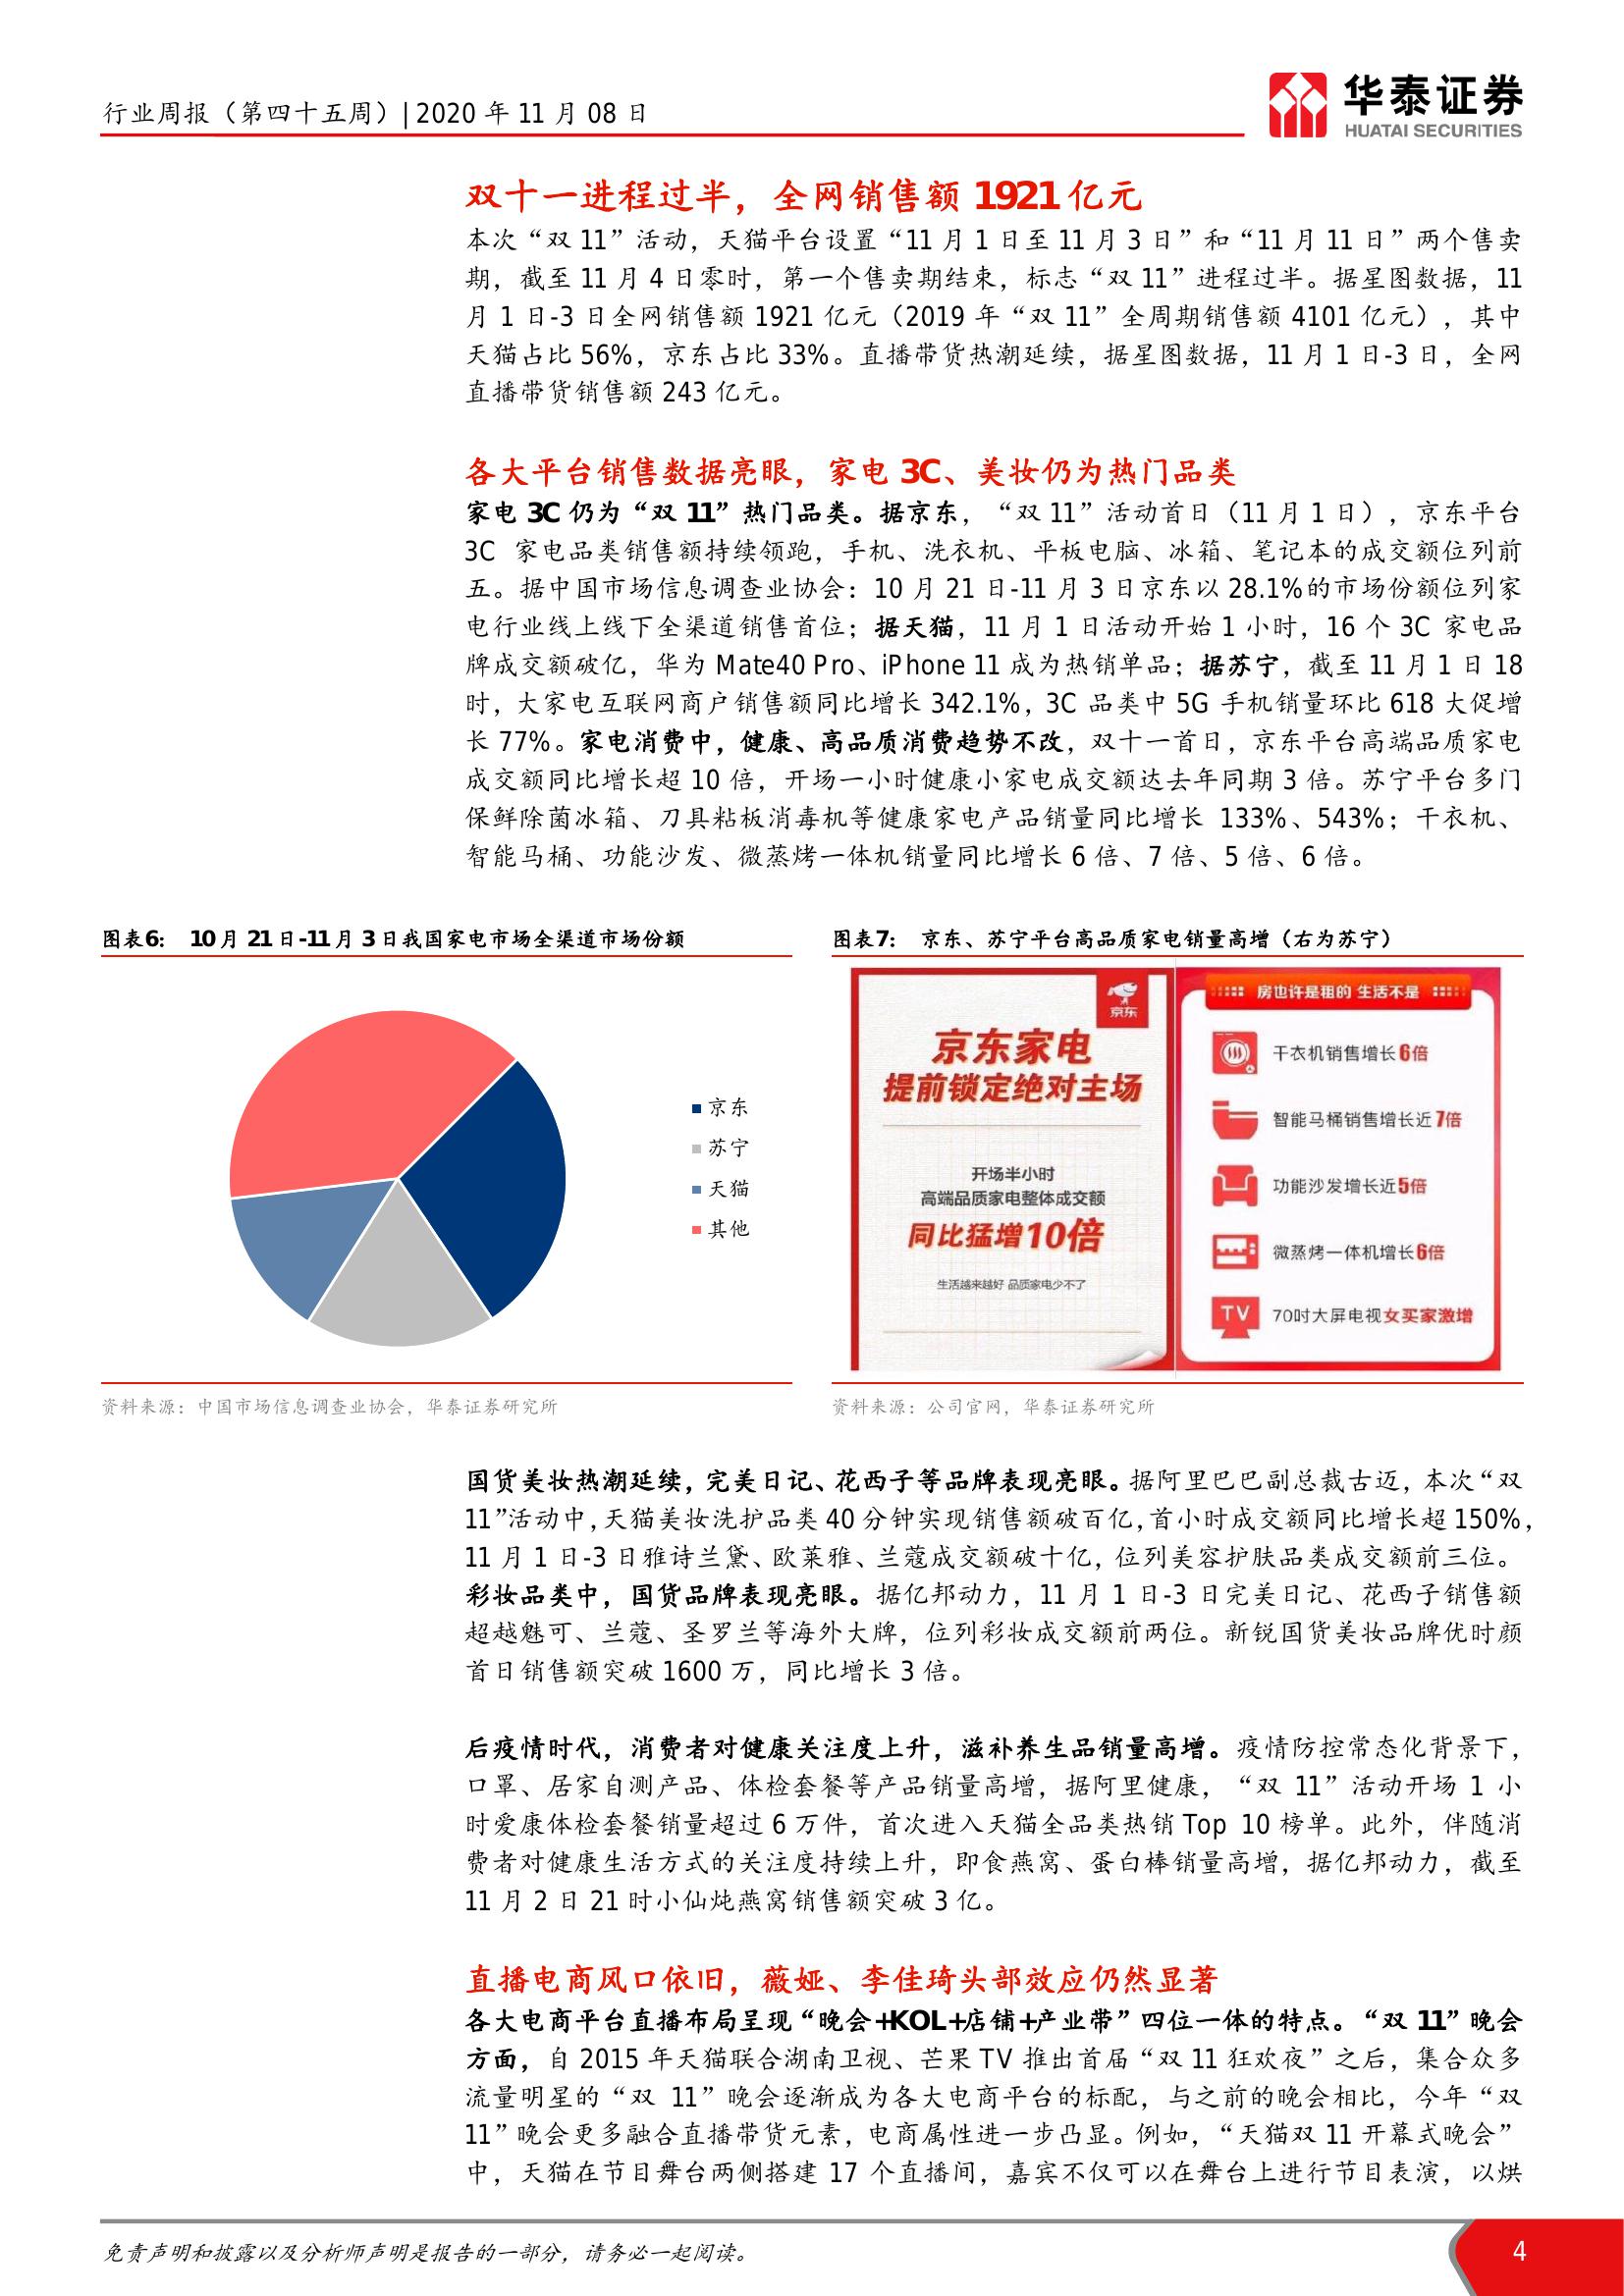 行业周报（第四十五周）| 2020 年 11 月 08 日
华泰证券
HUATAI SECURITIES
双十一进程过半，全网销售额 1921 亿元
本次“双 11”活动，天猫平台设置“11 月 1 日至 11 月 3 日”和“11 月 11 日”两个售卖
期，截至 11 月 4 日零时，第一个售卖期结束，标志“双 11”进程过半。据星图数据，11
月 1 日-3 日全网销售额 1921 亿元（2019 年“双 11”全周期销售额 4101 亿元），其中
天猫占比 56%，京东占比 33%。直播带货热潮延续，据星图数据，11 月 1 日-3 日，全网
直播带货销售额 243 亿元。
各大平台销售数据亮眼，家电 3C、美妆仍为热门品类
家电 3C 仍为“双 11”热门品类。据京东，“双 11”活动首日（11 月 1 日），京东平台
3C 家电品类销售额持续领跑，手机、洗衣机、平板电脑、冰箱、笔记本的成交额位列前
五。据中国市场信息调查业协会：10 月 21 日-11 月 3 日京东以 28.1%的市场份额位列家
电行业线上线下全渠道销售首位；据天猫，11 月 1 日活动开始 1 小时，16 个 3C 家电品
牌成交额破亿，华为 Mate40 Pro、iPhone 11 成为热销单品；据苏宁，截至 11 月 1 日 18
时，大家电互联网商户销售额同比增长 342.1%，3C 品类中 5G 手机销量环比 618 大促增
长 77%。家电消费中，健康、高品质消费趋势不改，双十一首日，京东平台高端品质家电
成交额同比增长超 10 倍，开场一小时健康小家电成交额达去年同期 3 倍。苏宁平台多门
保鲜除菌冰箱、刀具粘板消毒机等健康家电产品销量同比增长 133%、543%；干衣机、
智能马桶、功能沙发、微蒸烤一体机销量同比增长 6 倍、7 倍、5 倍、6 倍。
图表6： 10 月 21 日-11 月 3 日我国家电市场全渠道市场份额
京东
苏宁
天猫
其他
资料来源：中国市场信息调查业协会，华泰证券研究所
图表7： 京东、苏宁平台高品质家电销量高增（右为苏宁）
京东
京东家电
提前锁定绝对主场
开场半小时
高端品质家电整体成交额
同比猛增10倍
生活越来越好 品质家电少不了
房也许是租的 生活不是
干衣机销售增长6倍
智能马桶销售增长近7倍
功能沙发增长近5倍
微蒸烤一体机增长6倍
TV 70吋大屏电视女买家激增
资料来源：公司官网，华泰证券研究所
国货美妆热潮延续，完美日记、花西子等品牌表现亮眼。据阿里巴巴副总裁古迈，本次“双
11”活动中，天猫美妆洗护品类 40 分钟实现销售额破百亿，首小时成交额同比增长超 150%，
11 月 1 日-3 日雅诗兰黛、欧莱雅、兰蔻成交额破十亿，位列美容护肤品类成交额前三位。
彩妆品类中，国货品牌表现亮眼。据亿邦动力，11 月 1 日-3 日完美日记、花西子销售额
超越魅可、兰蔻、圣罗兰等海外大牌，位列彩妆成交额前两位。新锐国货美妆品牌优时颜
首日销售额突破 1600 万，同比增长 3 倍。
后疫情时代，消费者对健康关注度上升，滋补养生品销量高增。疫情防控常态化背景下，
口罩、居家自测产品、体检套餐等产品销量高增，据阿里健康，“双 11”活动开场 1 小
时爱康体检套餐销量超过 6 万件，首次进入天猫全品类热销 Top 10 榜单。此外，伴随消
费者对健康生活方式的关注度持续上升，即食燕窝、蛋白棒销量高增，据亿邦动力，截至
11 月 2 日 21 时小仙炖燕窝销售额突破 3 亿。
直播电商风口依旧，薇娅、李佳琦头部效应仍然显著
各大电商平台直播布局呈现“晚会+KOL+店铺+产业带”四位一体的特点。“双 11”晚会
方面，自 2015 年天猫联合湖南卫视、芒果 TV 推出首届“双 11 狂欢夜”之后，集合众多
流量明星的“双 11”晚会逐渐成为各大电商平台的标配，与之前的晚会相比，今年“双
11”晚会更多融合直播带货元素，电商属性进一步凸显。例如，“天猫双 11 开幕式晚会”
中，天猫在节目舞台两侧搭建 17 个直播间，嘉宾不仅可以在舞台上进行节目表演，以烘
免责声明和披露以及分析师声明是报告的一部分，请务必一起阅读。
4